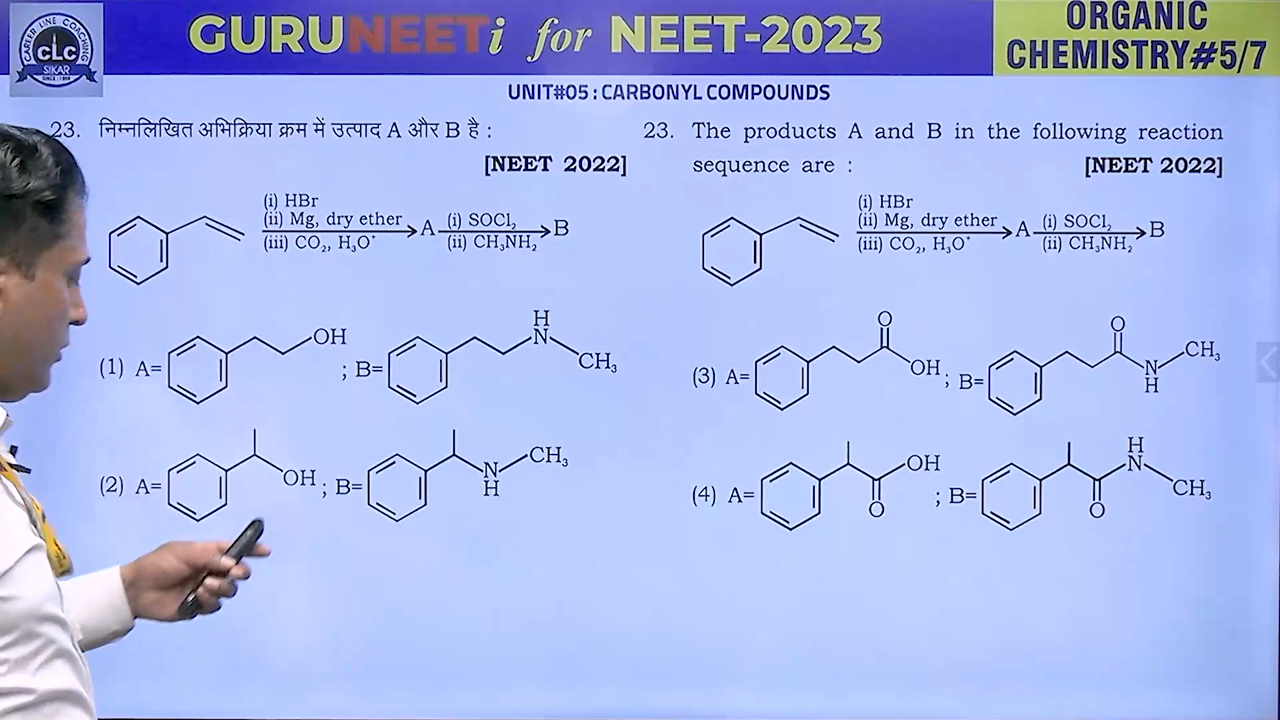 CAREER LINE COACHING
CLC
SIKAR
SINCE : 1996
GURUNEETi for NEET-2023
ORGANIC
CHEMISTRY#5/7
UNIT#05 : CARBONYL COMPOUNDS
23. निम्नलिखित अभिक्रिया क्रम में उत्पाद A और B है :
[NEET 2022]
(i) HBr
(ii) Mg, dry ether
(iii) CO₂, H₃O⁺
A
(i) SOCl₂
(ii) CH₃NH₂
B
(1) A=
OH
; B=
H
N
CH₃
(2) A=
OH
; B=
N
H
CH₃
23. The products A and B in the following reaction
sequence are :
[NEET 2022]
(i) HBr
(ii) Mg, dry ether
(iii) CO₂, H₃O⁺
A
(i) SOCl₂
(ii) CH₃NH₂
B
(3) A=
O
OH
; B=
O
N
H
CH₃
(4) A=
OH
O
; B=
O
H
N
CH₃